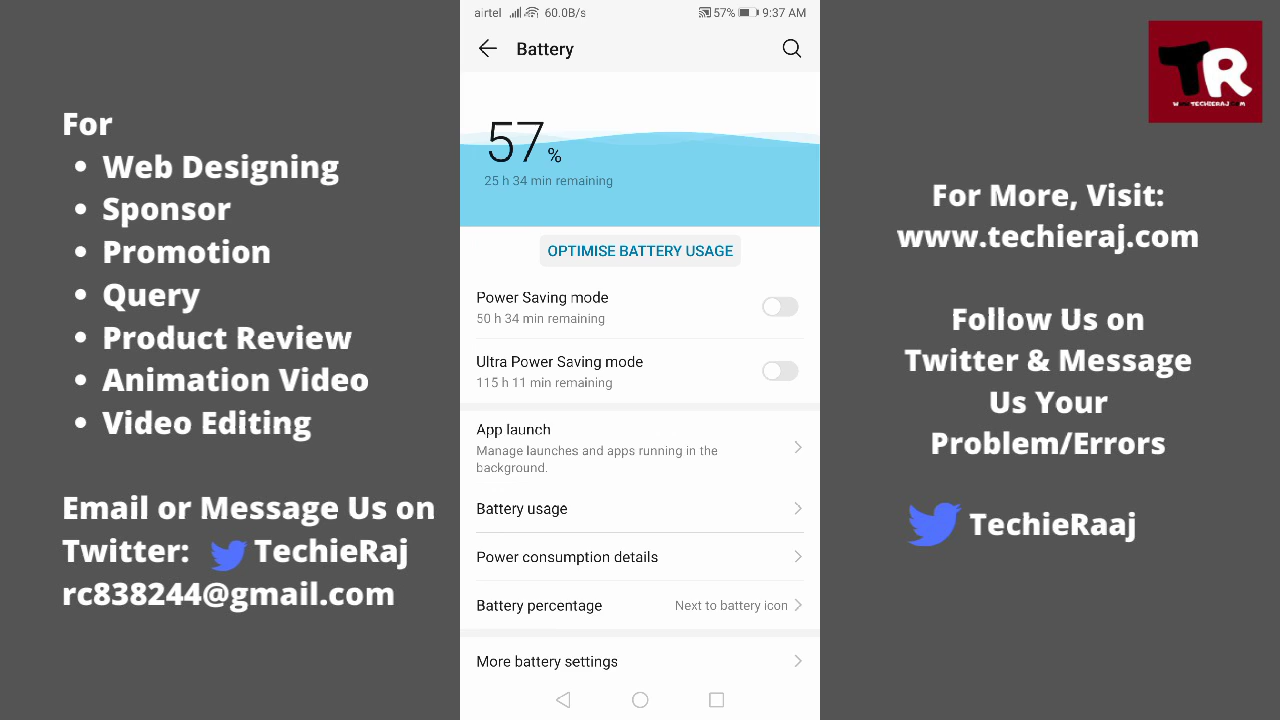 For
• Web Designing
• Sponsor
• Promotion
• Query
• Product Review
• Animation Video
• Video Editing
Email or Message Us on
Twitter: TechieRaj
rc838244@gmail.com
airtel 60.0B/s 57% 9:37 AM
Battery
57%
25 h 34 min remaining
OPTIMISE BATTERY USAGE
Power Saving mode
50 h 34 min remaining
Ultra Power Saving mode
115 h 11 min remaining
App launch
Manage launches and apps running in the
background.
Battery usage
Power consumption details
Battery percentage Next to battery icon
More battery settings
TR
For More, Visit:
www.techieraj.com
Follow Us on
Twitter & Message
Us Your
Problem/Errors
TechieRaaj